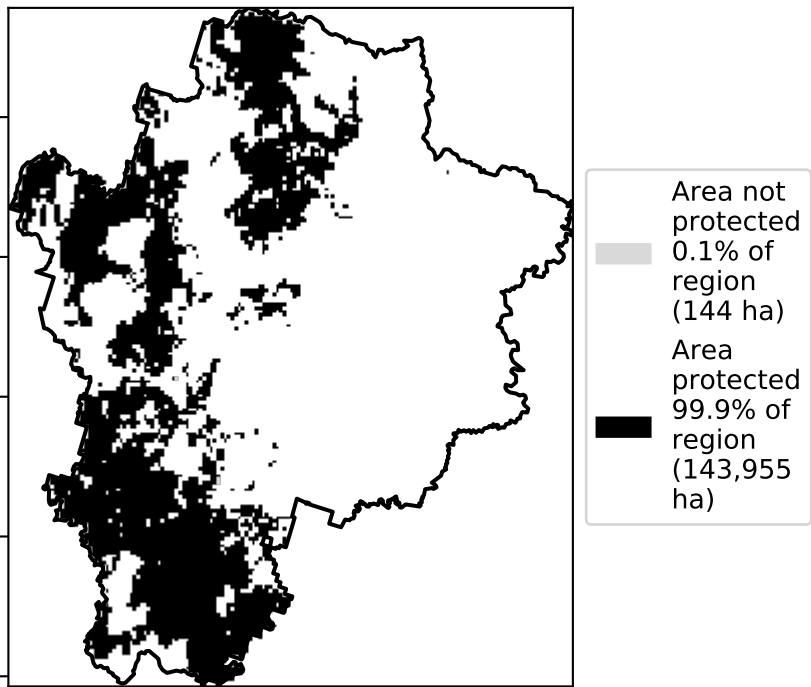 Area not
protected
0.1% of
region
(144 ha)
Area
protected
99.9% of
region
(143,955
ha)